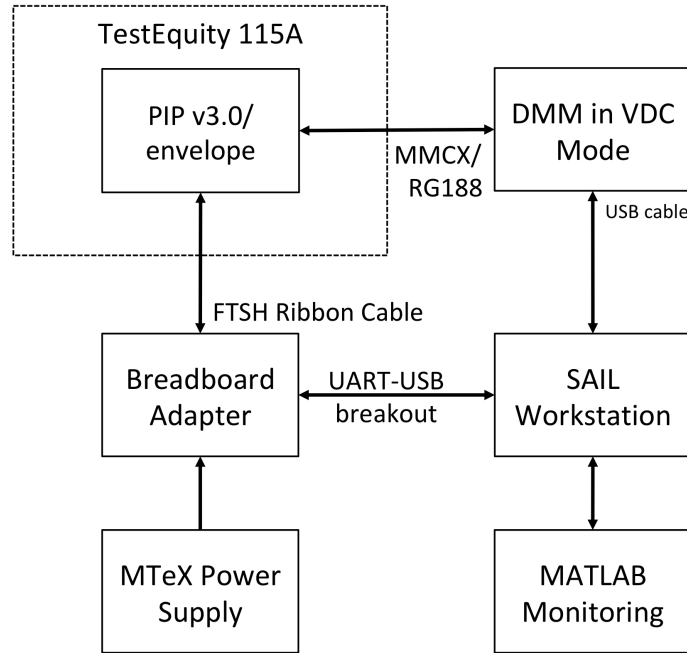 TestEquity 115A
PIP v3.0/
envelope
DMM in VDC
Mode
MMCX/
RG188
USB cable
FTSH Ribbon Cable
Breadboard
Adapter
UART-USB
breakout
SAIL
Workstation
MTeX Power
Supply
MATLAB
Monitoring